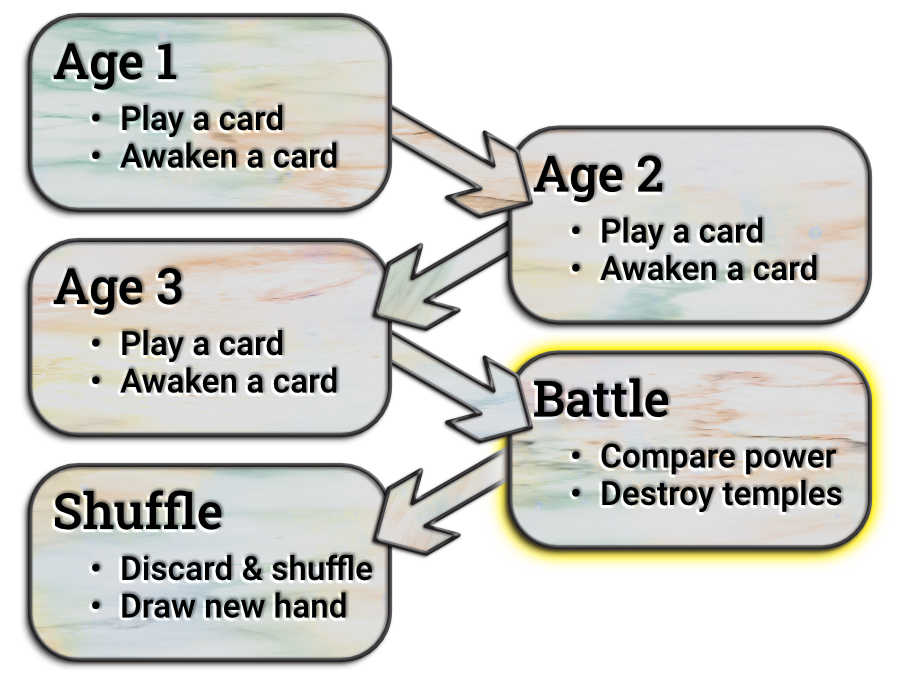 Age 1
• Play a card
• Awaken a card
Age 2
• Play a card
• Awaken a card
Age 3
• Play a card
• Awaken a card
Battle
• Compare power
• Destroy temples
Shuffle
• Discard & shuffle
• Draw new hand